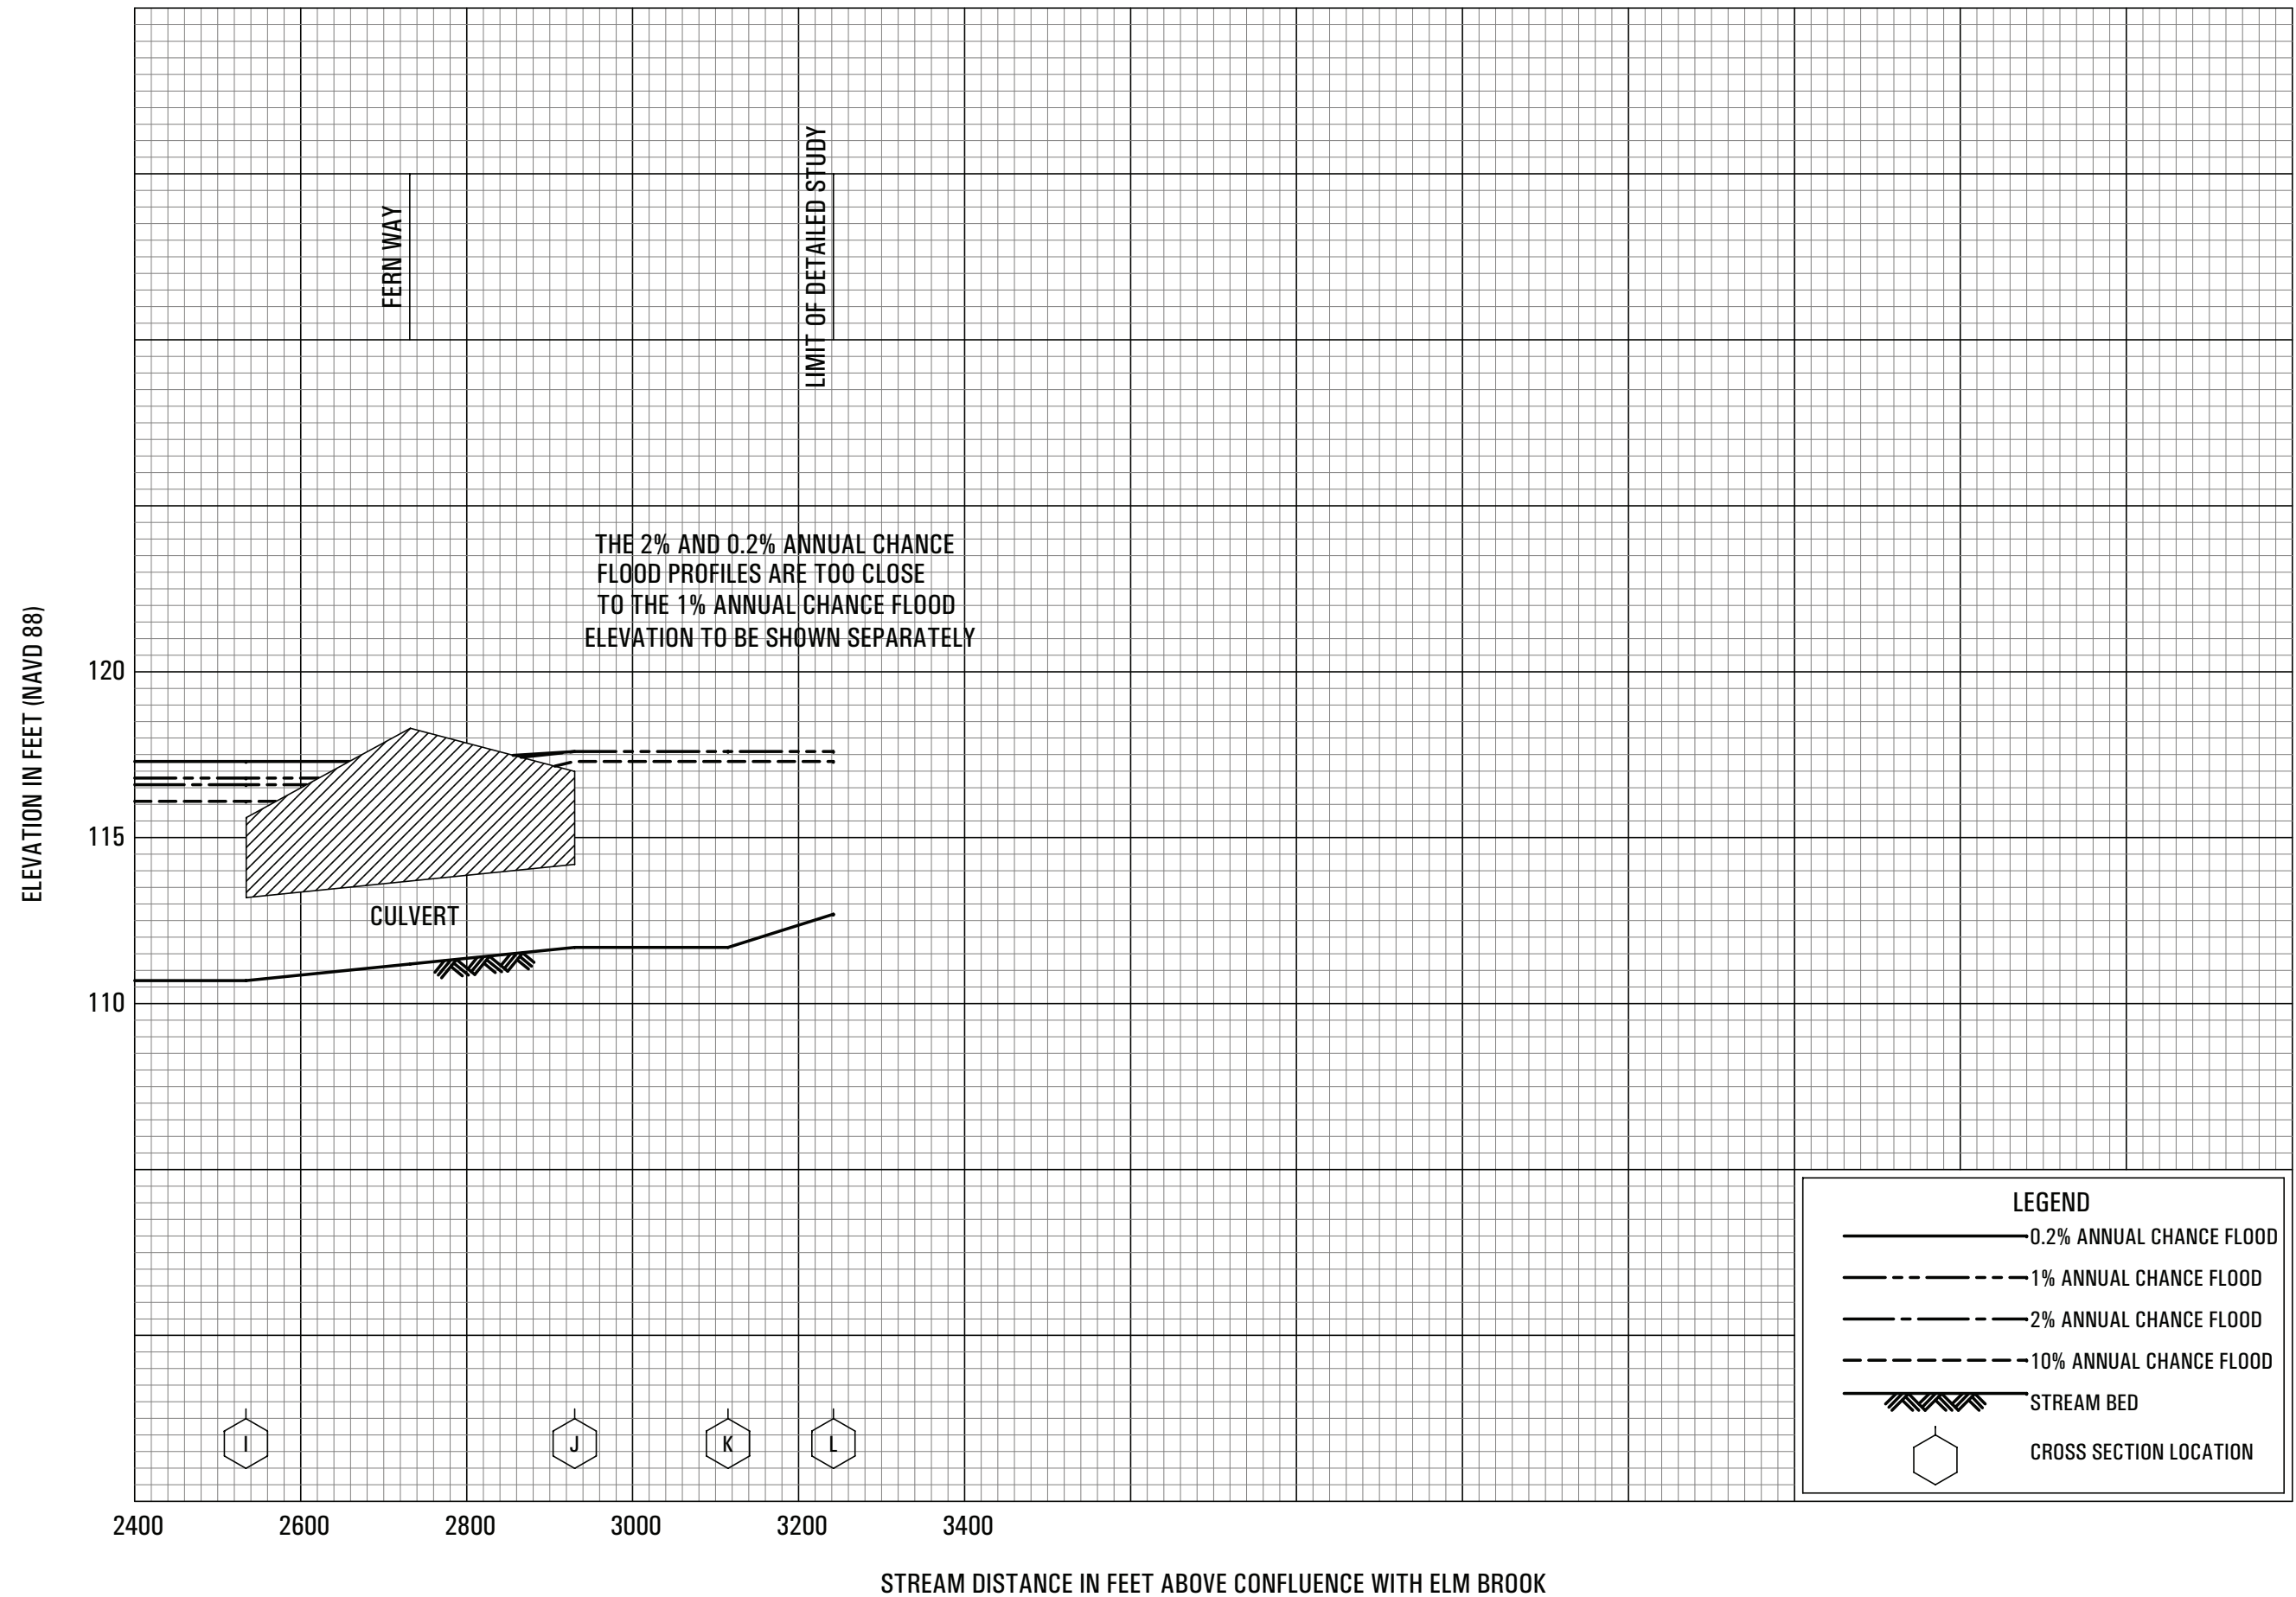 FERN WAY
LIMIT OF DETAILED STUDY
THE 2% AND 0.2% ANNUAL CHANCE
FLOOD PROFILES ARE TOO CLOSE
TO THE 1% ANNUAL CHANCE FLOOD
ELEVATION TO BE SHOWN SEPARATELY
ELEVATION IN FEET (NAVD 88)
120
115
110
CULVERT
I
J
K
L
2400
2600
2800
3000
3200
3400
STREAM DISTANCE IN FEET ABOVE CONFLUENCE WITH ELM BROOK
LEGEND
0.2% ANNUAL CHANCE FLOOD
1% ANNUAL CHANCE FLOOD
2% ANNUAL CHANCE FLOOD
10% ANNUAL CHANCE FLOOD
STREAM BED
CROSS SECTION LOCATION